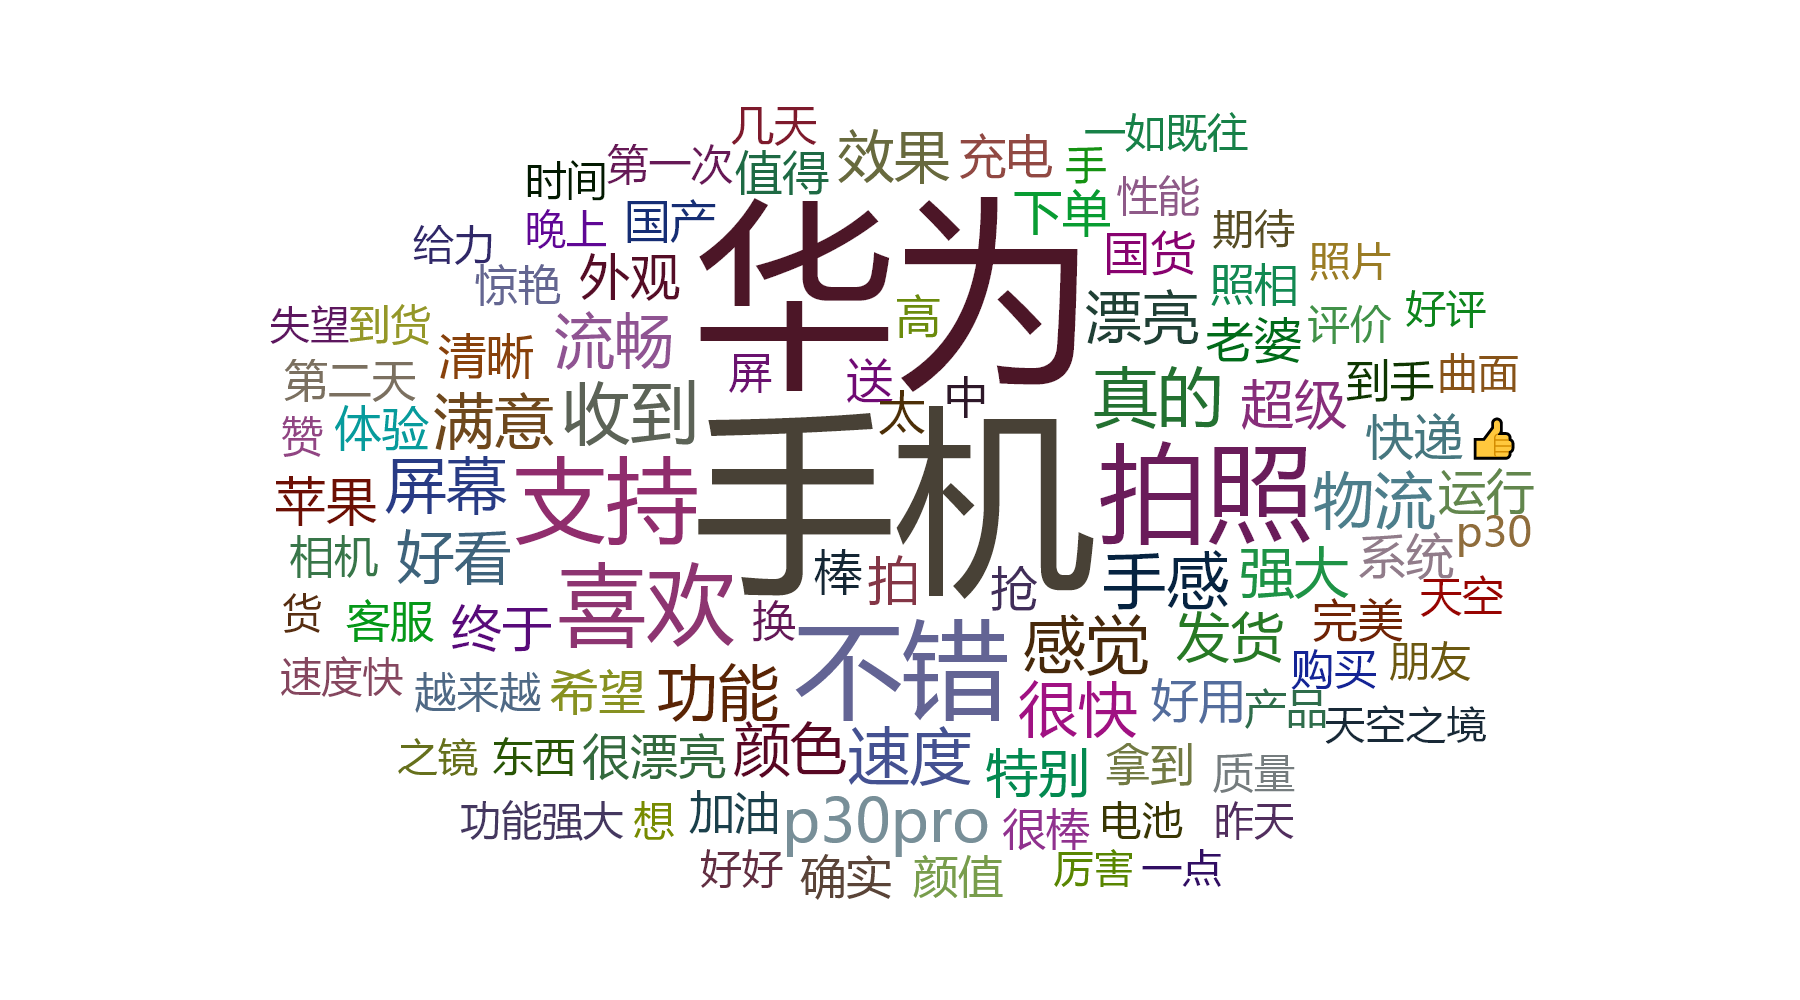 几天
效果
充电
一如既往
时间
第一次
值得
手
性能
给力
晚上
国产
华为
下单
国货
期待
照片
惊艳
外观
高
漂亮
照相
老婆
评价
好评
失望
到货
清晰
流畅
屏
送
太
中
真的
超级
到手
曲面
第二天
赞
体验
满意
收到
手机
拍照
快递
👍
苹果
屏幕
支持
物流
运行
p30
相机
好看
棒
拍
抢
手感
强大
系统
天空
货
客服
终于
喜欢
换
不错
感觉
发货
完美
购买
朋友
速度快
越来越
希望
功能
很快
好用
产品
天空之境
之镜
东西
很漂亮
颜色
速度
特别
拿到
质量
功能强大
想
加油
p30pro
很棒
电池
昨天
好好
确实
颜值
厉害
一点